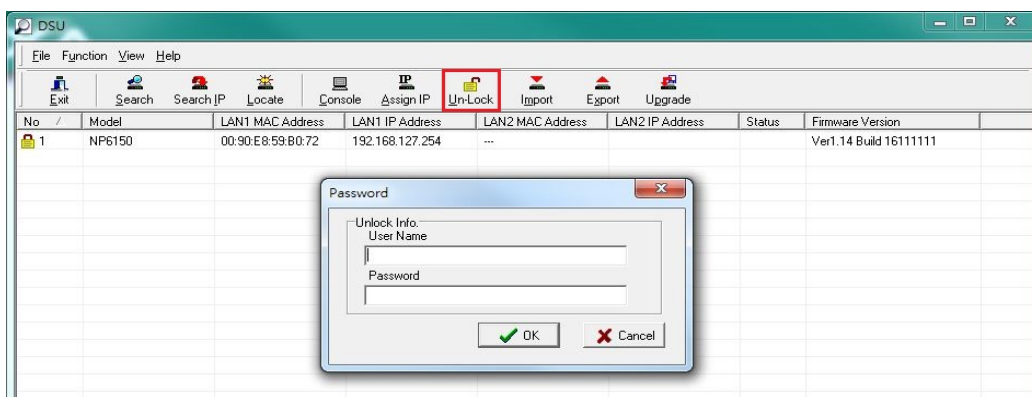 DSU
File Function View Help
Exit Search Search IP Locate Console Assign IP Un-Lock Import Export Upgrade
No / Model LAN1 MAC Address LAN1 IP Address LAN2 MAC Address LAN2 IP Address Status Firmware Version
1 NP6150 00:90:E8:59:B0:72 192.168.127.254 --- Ver1.14 Build 16111111
Password
Unlock Info.
User Name
Password
OK Cancel